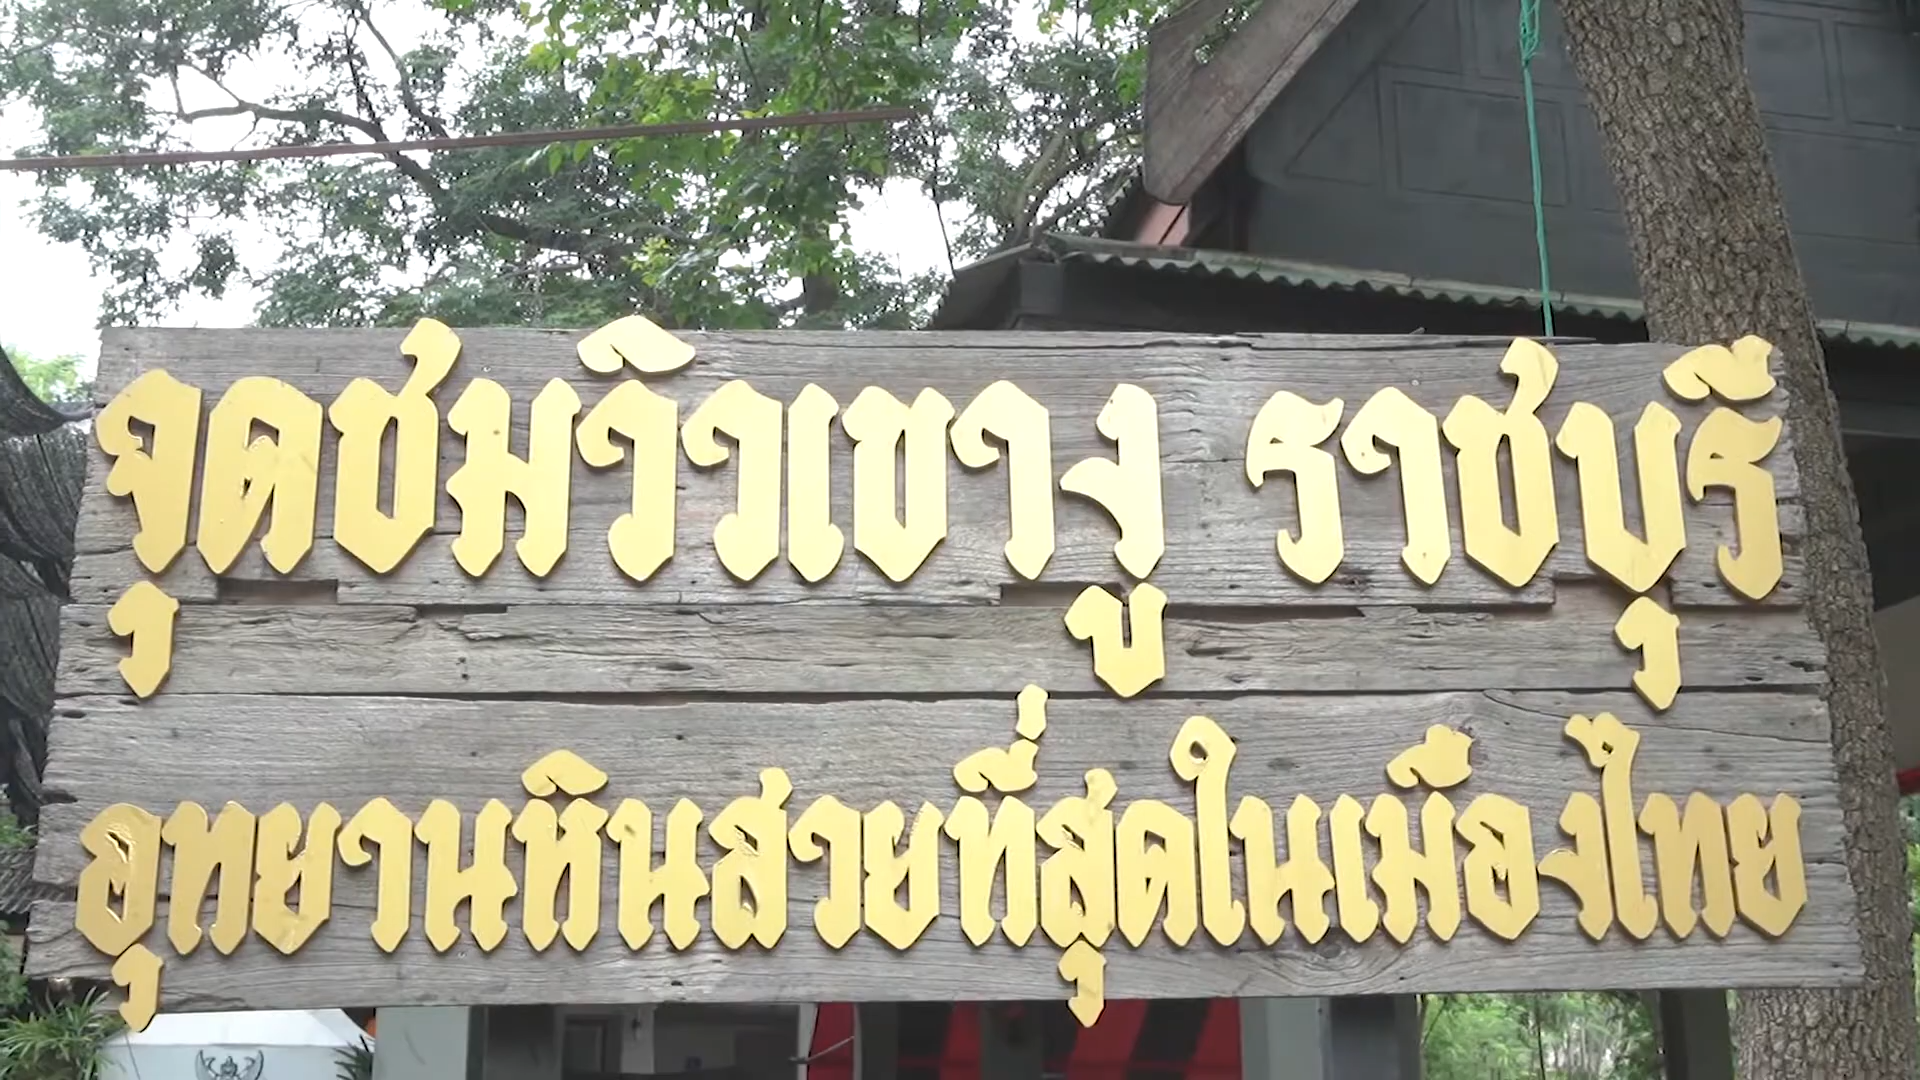 จุดชมวิวเขางู ราชบุรี
อุทยานหินสวยที่สุดในเมืองไทย